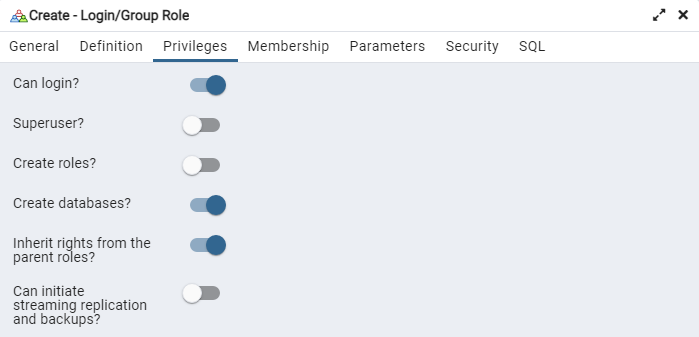 Create - Login/Group Role
General Definition Privileges Membership Parameters Security SQL
Can login?
Superuser?
Create roles?
Create databases?
Inherit rights from the
parent roles?
Can initiate
streaming replication
and backups?